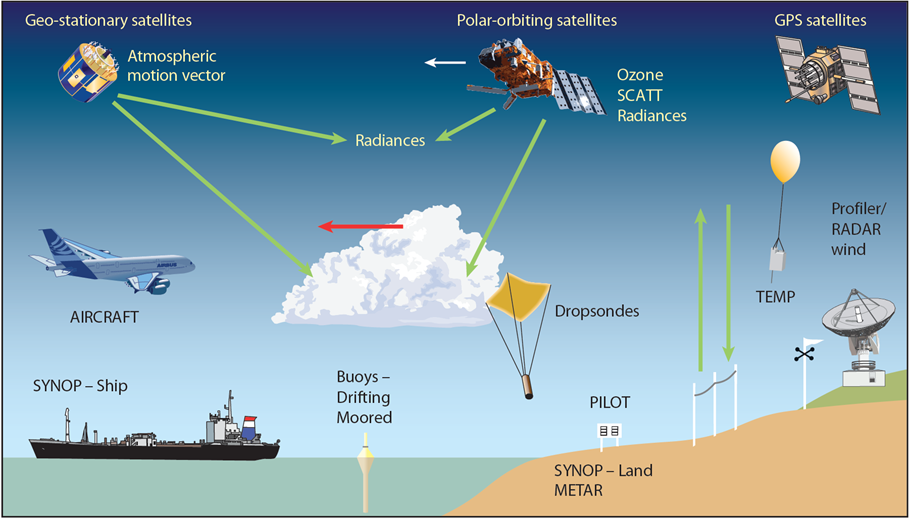 Geo-stationary satellites
Polar-orbiting satellites
GPS satellites
Atmospheric
motion vector
Ozone
SCATT
Radiances
Radiances
Profiler/
RADAR
wind
AIRBUS
TEMP
Dropsondes
AIRCRAFT
SYNOP – Ship
Buoys –
Drifting
Moored
PILOT
SYNOP – Land
METAR